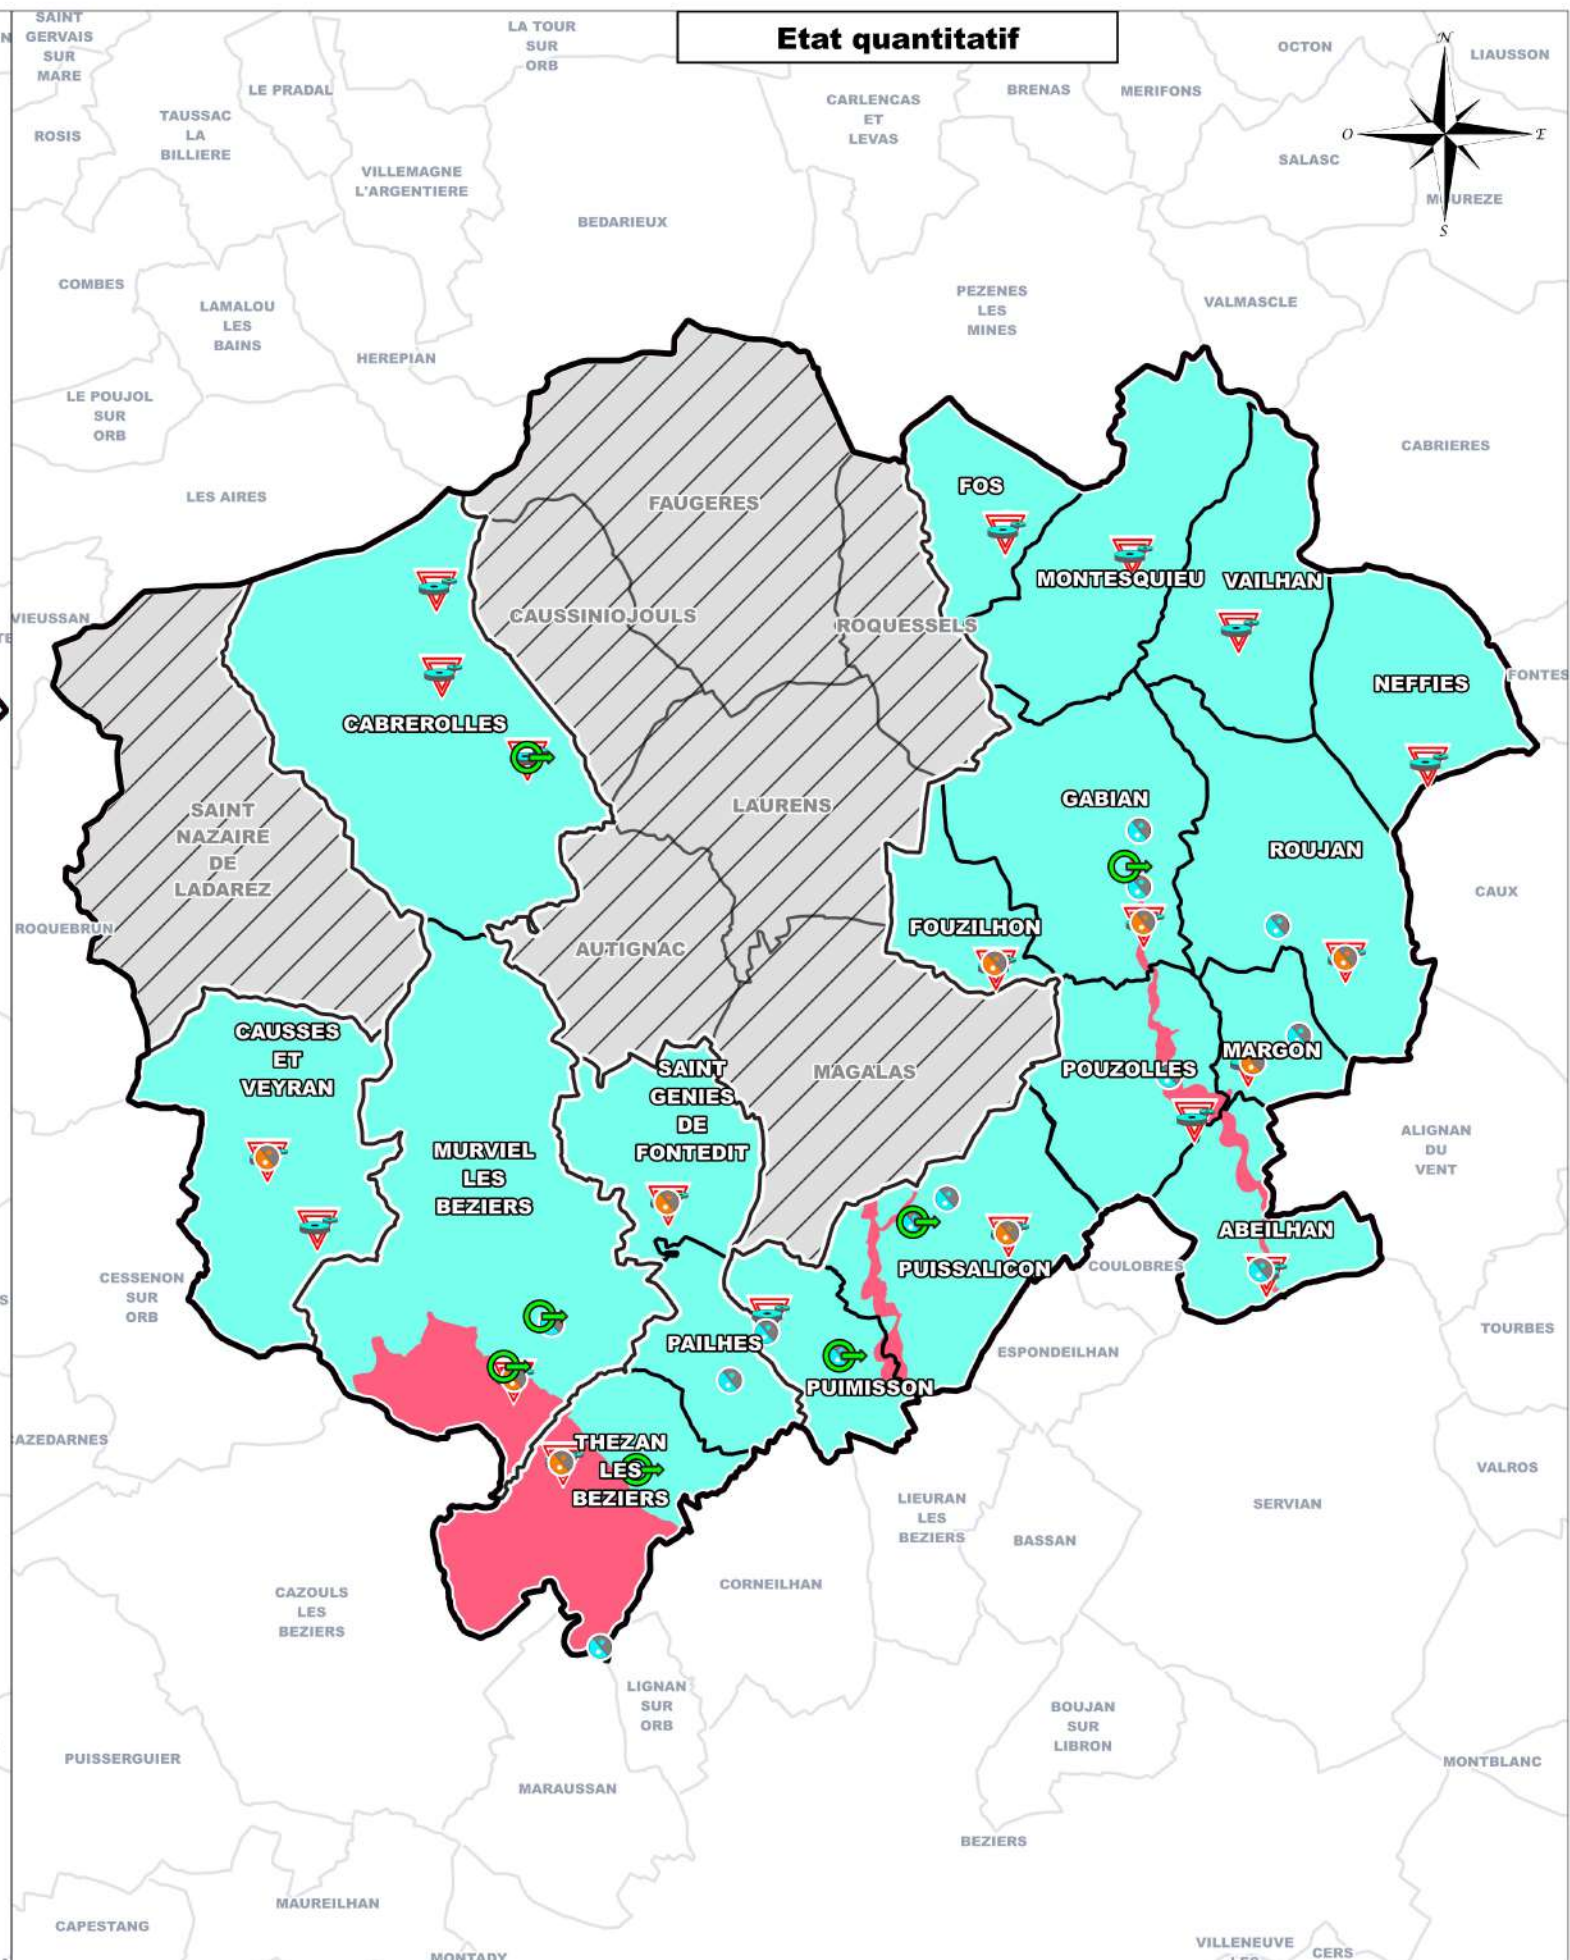 Etat quantitatif
SAINT
GERVAIS
SUR
MARE
LA TOUR
SUR
ORB
OCTON
LIAUSSON
N
O
E
S
LE PRADAL
CARLENCAS
ET
LEVAS
BRENAS
MERIFONS
ROSIS
TAUSSAC
LA
BILLIERE
VILLEMAGNE
L'ARGENTIERE
SALASC
MOUREZE
BEDARIEUX
COMBES
LAMALOU
LES
BAINS
PEZENES
LES
MINES
VALMASCLE
HEREPIAN
LE POUJOL
SUR
ORB
CABRIERES
LES AIRES
FAUGERES
FOS
MONTESQUIEU
VAILHAN
VIEUSSAN
CAUSSINIOJOULS
ROQUESSELS
NEFFIES
FONTES
CABREROLLES
SAINT
NAZAIRE
DE
LADAREZ
LAURENS
GABIAN
ROUJAN
CAUX
ROQUEBRUN
AUTIGNAC
FOUZILHON
CAUSSES
ET
VEYRAN
SAINT
GENIES
DE
FONTEDIT
MAGALAS
POUZOLLES
MARGON
MURVIEL
LES
BEZIERS
ALIGNAN
DU
VENT
ABEILHAN
CESSENON
SUR
ORB
PUISSALICON
COULOBRES
TOURBES
PAILHES
ESPONDEILHAN
PUIMISSON
AZEDARNES
THEZAN
LES
BEZIERS
VALROS
LIEURAN
LES
BEZIERS
SERVIAN
BASSAN
CAZOULS
LES
BEZIERS
CORNEILHAN
LIGNAN
SUR
ORB
BOUJAN
SUR
LIBRON
PUISSERGUIER
MARAUSSAN
MONTBLANC
BEZIERS
MAUREILHAN
CAPESTANG
MONTADY
VILLENEUVE
LES
CERS